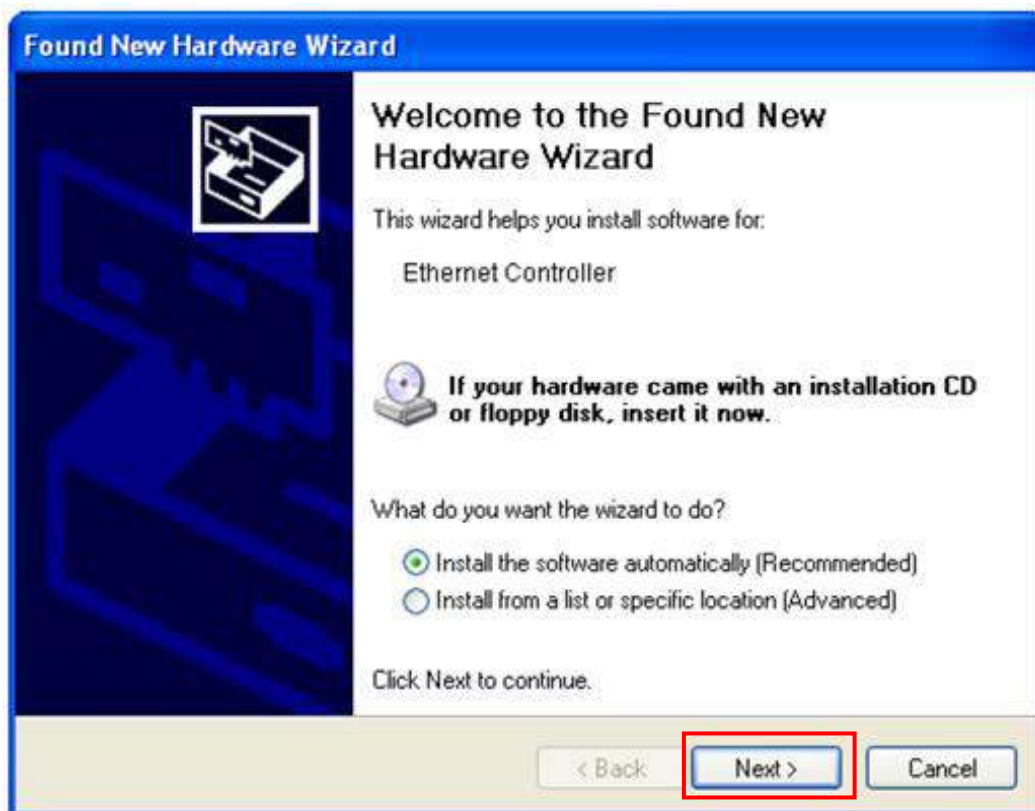 Found New Hardware Wizard
Welcome to the Found New
Hardware Wizard
This wizard helps you install software for:
Ethernet Controller
If your hardware came with an installation CD
or floppy disk, insert it now.
What do you want the wizard to do?
Install the software automatically (Recommended)
Install from a list or specific location (Advanced)
Click Next to continue.
< Back Next > Cancel